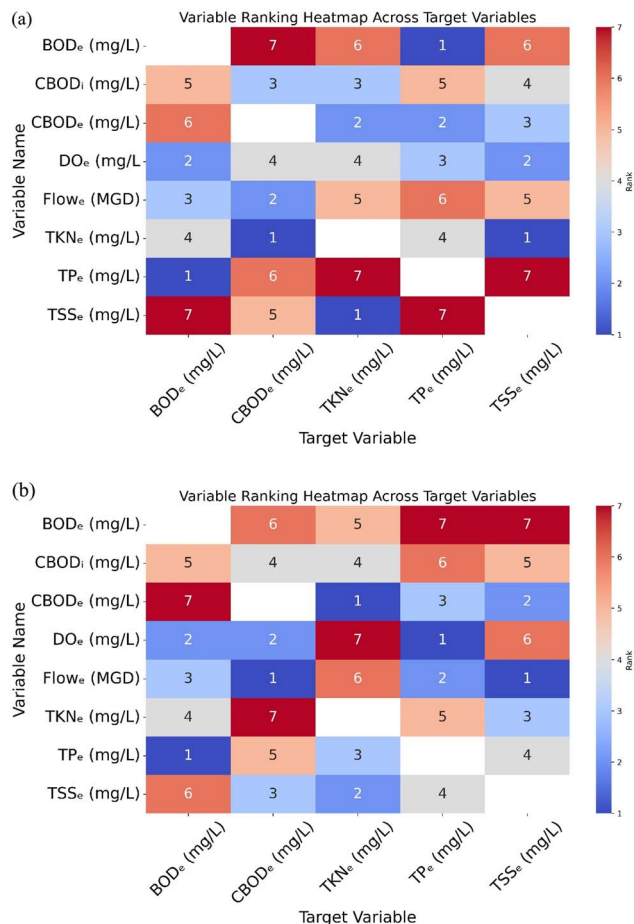 (a)
Variable Ranking Heatmap Across Target Variables
Variable Name
BODₑ (mg/L) 7 6 1 6
CBODᵢ (mg/L) 5 3 3 5 4
CBODₑ (mg/L) 6 2 2 3
DOₑ (mg/L 2 4 4 3 2
Flowₑ (MGD) 3 2 5 6 5
TKNₑ (mg/L) 4 1 4 1
TPₑ (mg/L) 1 6 7 7
TSSₑ (mg/L) 7 5 1 7
BODₑ (mg/L) CBODₑ (mg/L) TKNₑ (mg/L) TPₑ (mg/L) TSSₑ (mg/L)
Target Variable
7
6
5
4
3
2
1
Rank
(b)
Variable Ranking Heatmap Across Target Variables
Variable Name
BODₑ (mg/L) 6 5 7 7
CBODᵢ (mg/L) 5 4 4 6 5
CBODₑ (mg/L) 7 1 3 2
DOₑ (mg/L) 2 2 7 1 6
Flowₑ (MGD) 3 1 6 2 1
TKNₑ (mg/L) 4 7 5 3
TPₑ (mg/L) 1 5 3 4
TSSₑ (mg/L) 6 3 2 4
BODₑ (mg/L) CBODₑ (mg/L) TKNₑ (mg/L) TPₑ (mg/L) TSSₑ (mg/L)
Target Variable
7
6
5
4
3
2
1
Rank